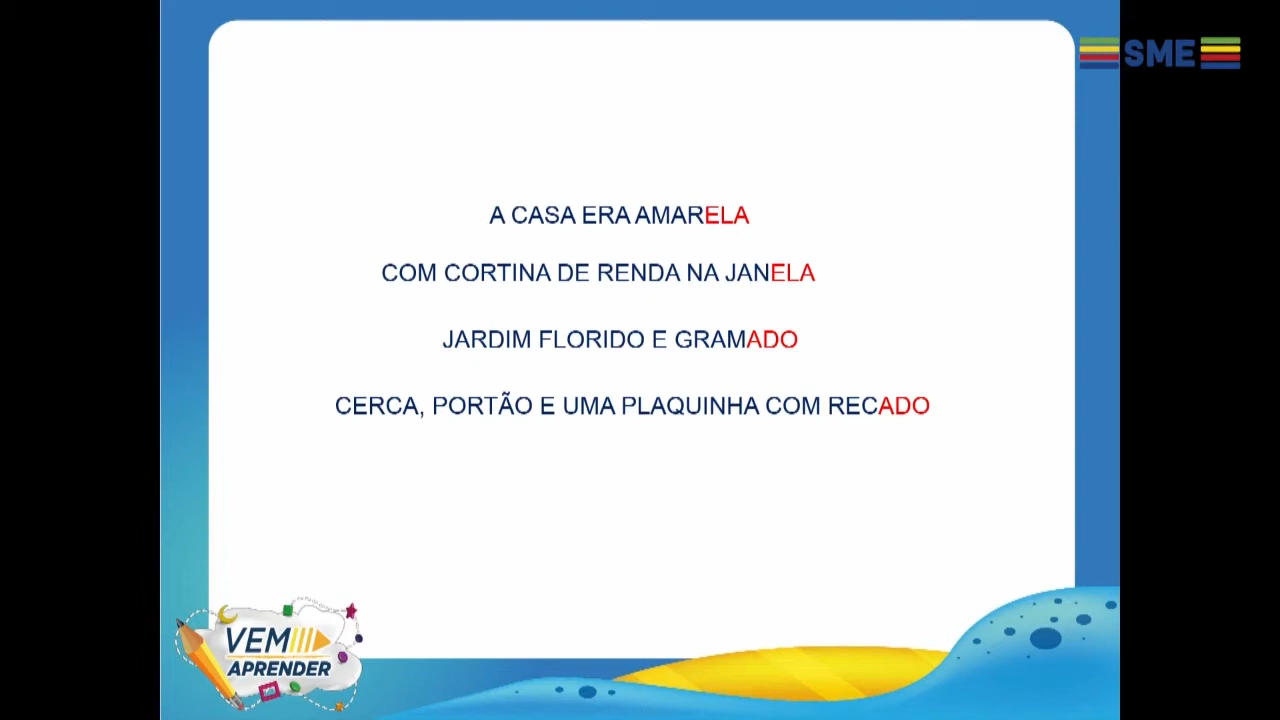 SME
A CASA ERA AMARELA
COM CORTINA DE RENDA NA JANELA
JARDIM FLORIDO E GRAMADO
CERCA, PORTÃO E UMA PLAQUINHA COM RECADO
VEM
APRENDER